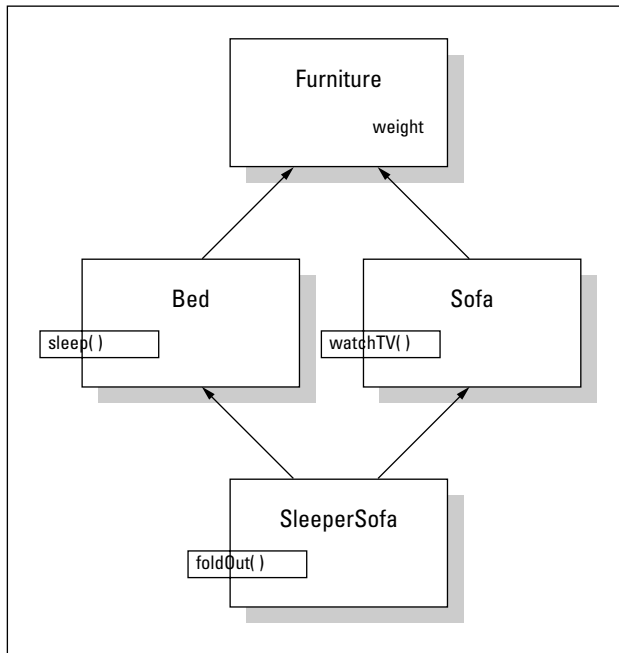 Furniture
weight
Bed
Sofa
sleep( )
watchTV( )
SleeperSofa
foldOut( )